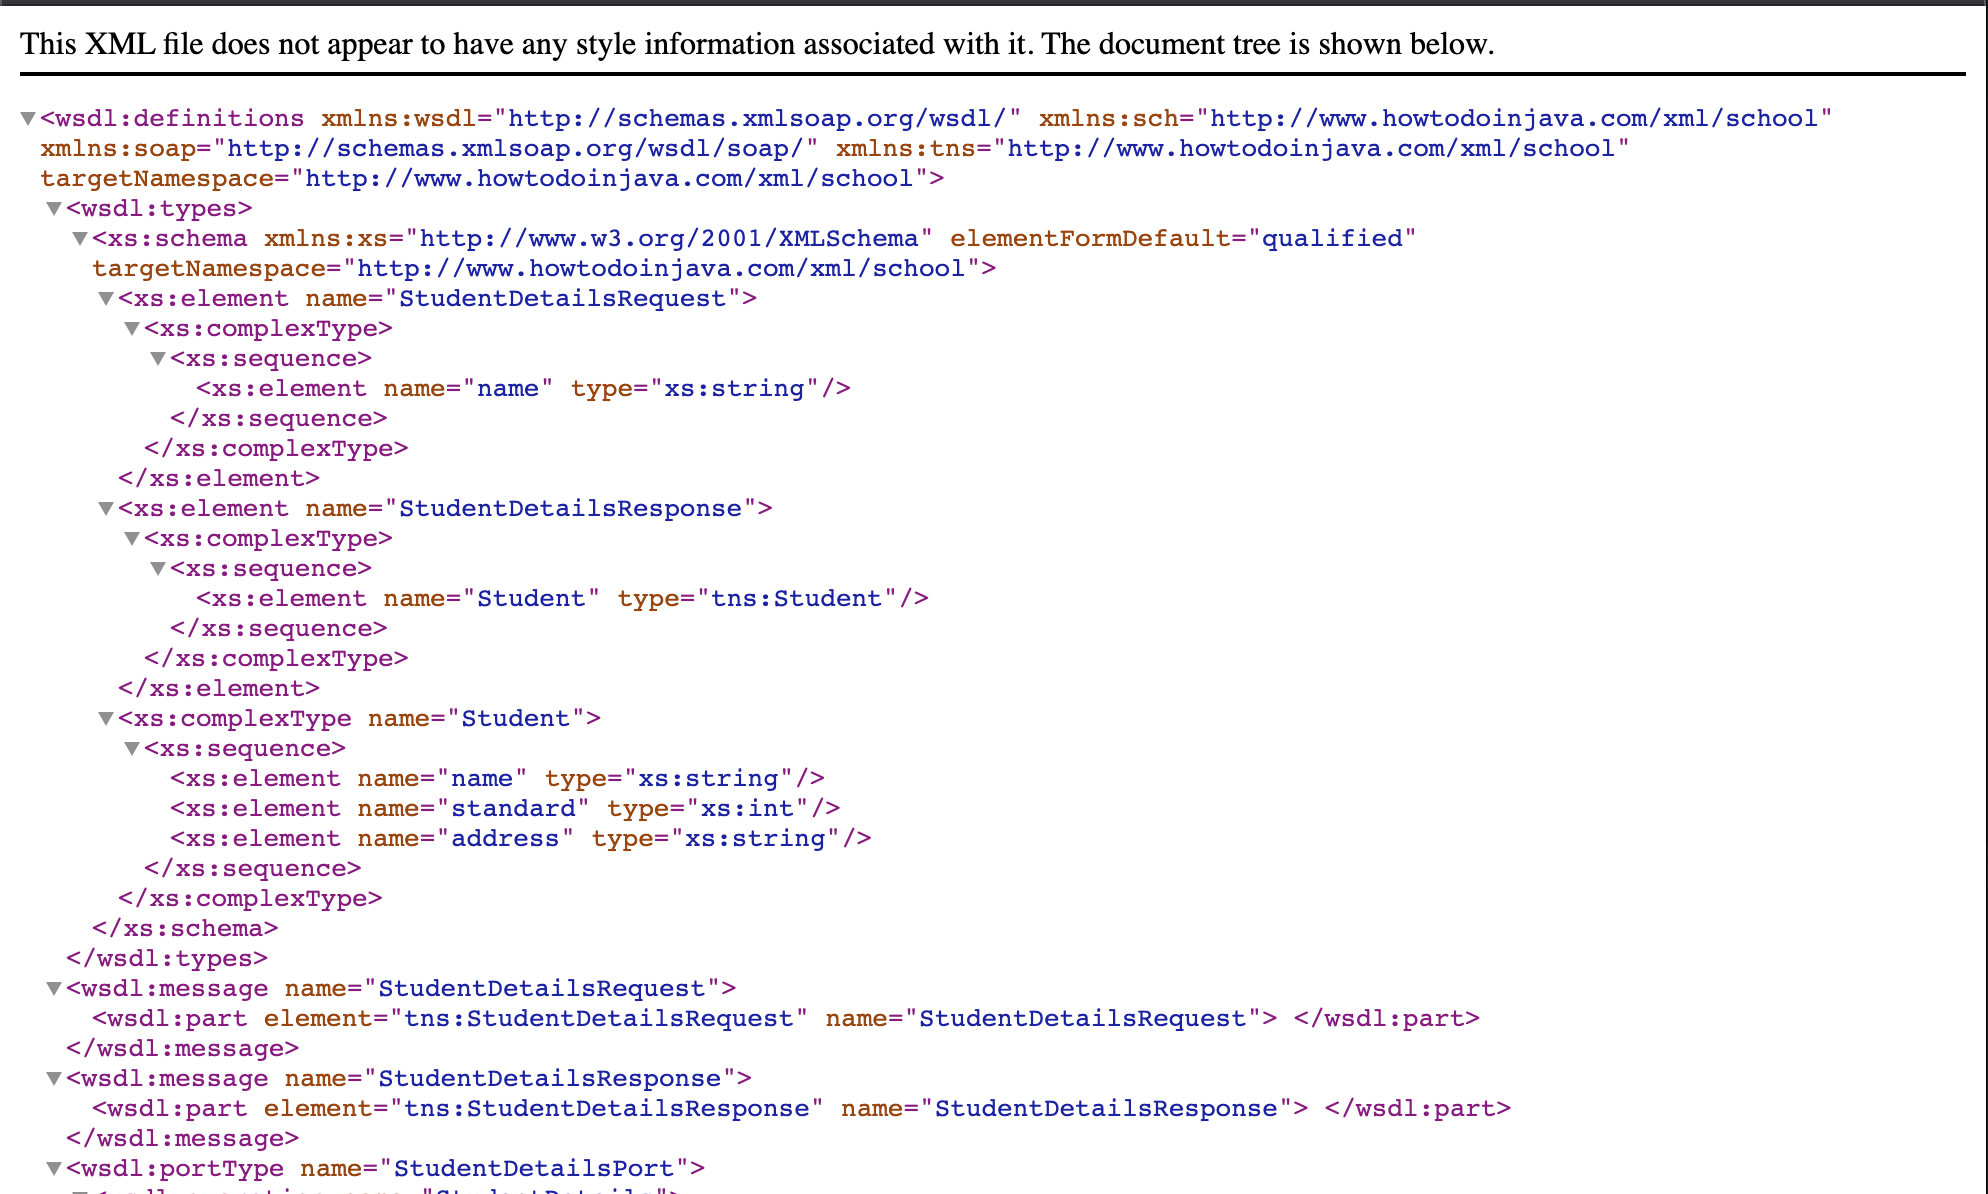 This XML file does not appear to have any style information associated with it. The document tree is shown below.
<wsdl:definitions xmlns:wsdl="http://schemas.xmlsoap.org/wsdl/" xmlns:sch="http://www.howtodoinjava.com/xml/school"
xmlns:soap="http://schemas.xmlsoap.org/wsdl/soap/" xmlns:tns="http://www.howtodoinjava.com/xml/school"
targetNamespace="http://www.howtodoinjava.com/xml/school">
<wsdl:types>
<xs:schema xmlns:xs="http://www.w3.org/2001/XMLSchema" elementFormDefault="qualified"
targetNamespace="http://www.howtodoinjava.com/xml/school">
<xs:element name="StudentDetailsRequest">
<xs:complexType>
<xs:sequence>
<xs:element name="name" type="xs:string"/>
</xs:sequence>
</xs:complexType>
</xs:element>
<xs:element name="StudentDetailsResponse">
<xs:complexType>
<xs:sequence>
<xs:element name="Student" type="tns:Student"/>
</xs:sequence>
</xs:complexType>
</xs:element>
<xs:complexType name="Student">
<xs:sequence>
<xs:element name="name" type="xs:string"/>
<xs:element name="standard" type="xs:int"/>
<xs:element name="address" type="xs:string"/>
</xs:sequence>
</xs:complexType>
</xs:schema>
</wsdl:types>
<wsdl:message name="StudentDetailsRequest">
<wsdl:part element="tns:StudentDetailsRequest" name="StudentDetailsRequest"> </wsdl:part>
</wsdl:message>
<wsdl:message name="StudentDetailsResponse">
<wsdl:part element="tns:StudentDetailsResponse" name="StudentDetailsResponse"> </wsdl:part>
</wsdl:message>
<wsdl:portType name="StudentDetailsPort">